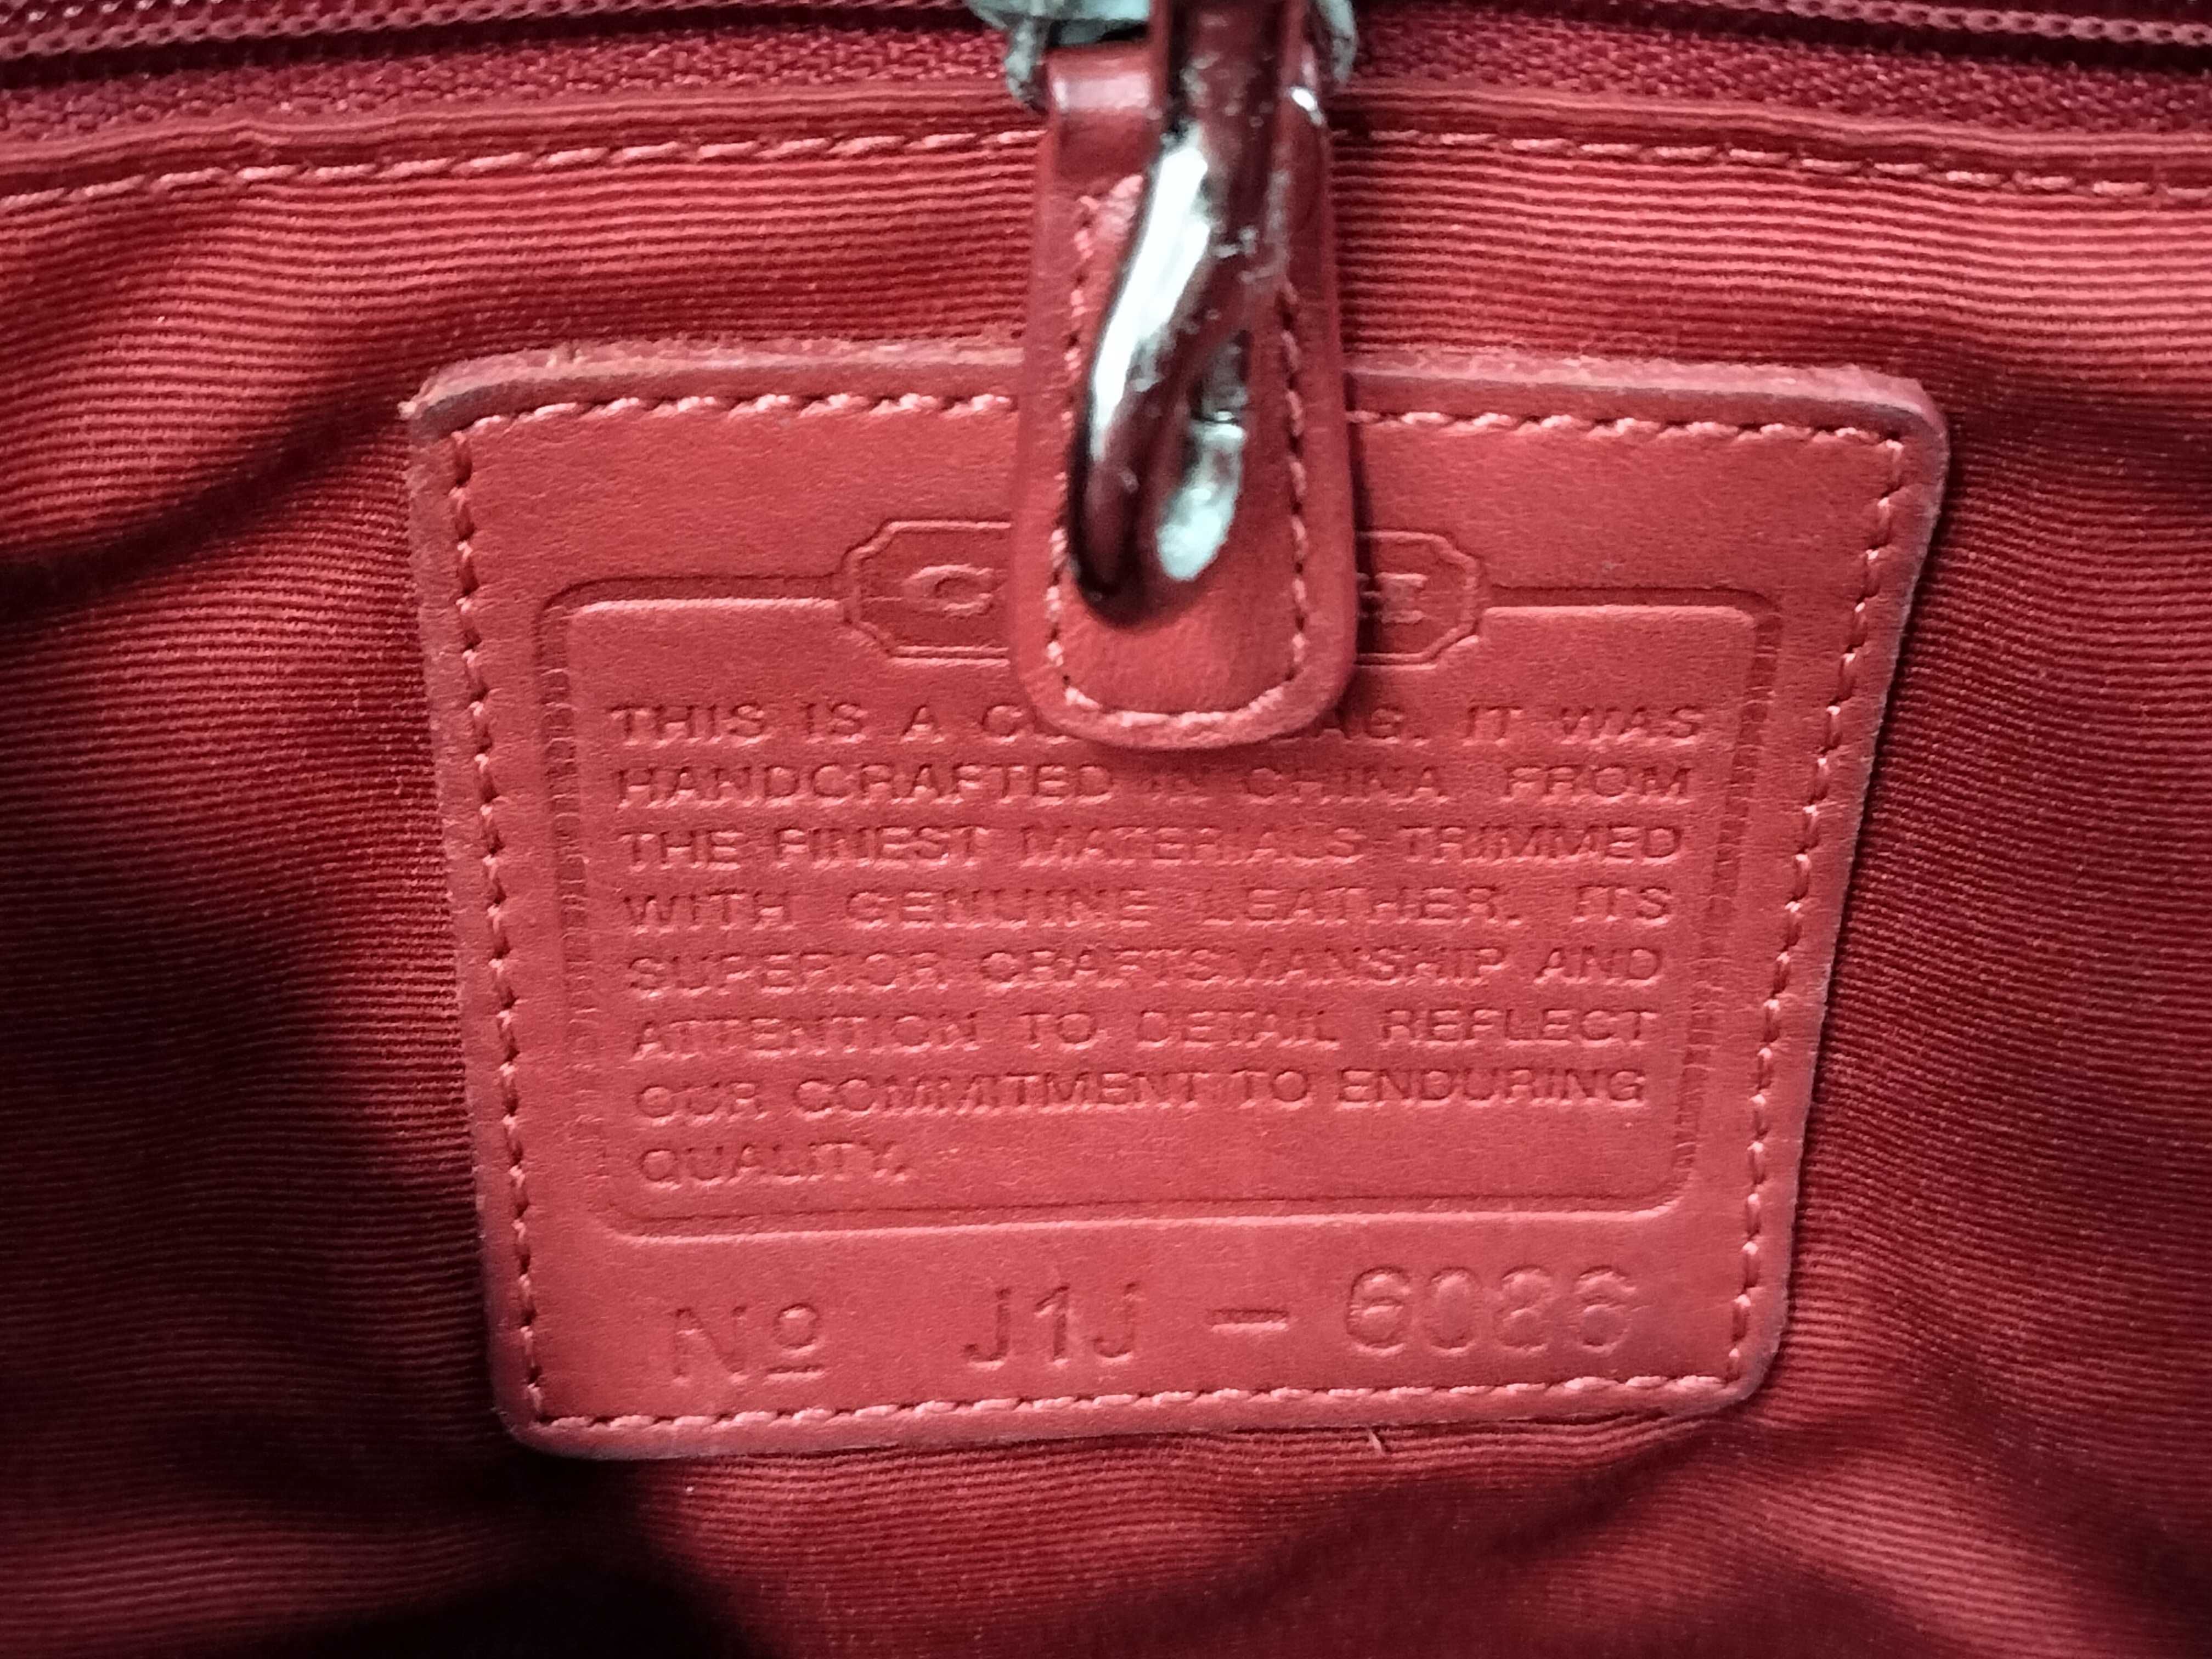 THIS IS A BAG. IT WAS
HANDCRAFTED IN CHINA FROM
THE FINEST MATERIALS TRIMMED
WITH GENUINE LEATHER. ITS
SUPERIOR CRAFTSMANSHIP AND
ATTENTION TO DETAIL REFLECT
OUR COMMITMENT TO ENDURING
QUALITY.
Nº J1J - 6086